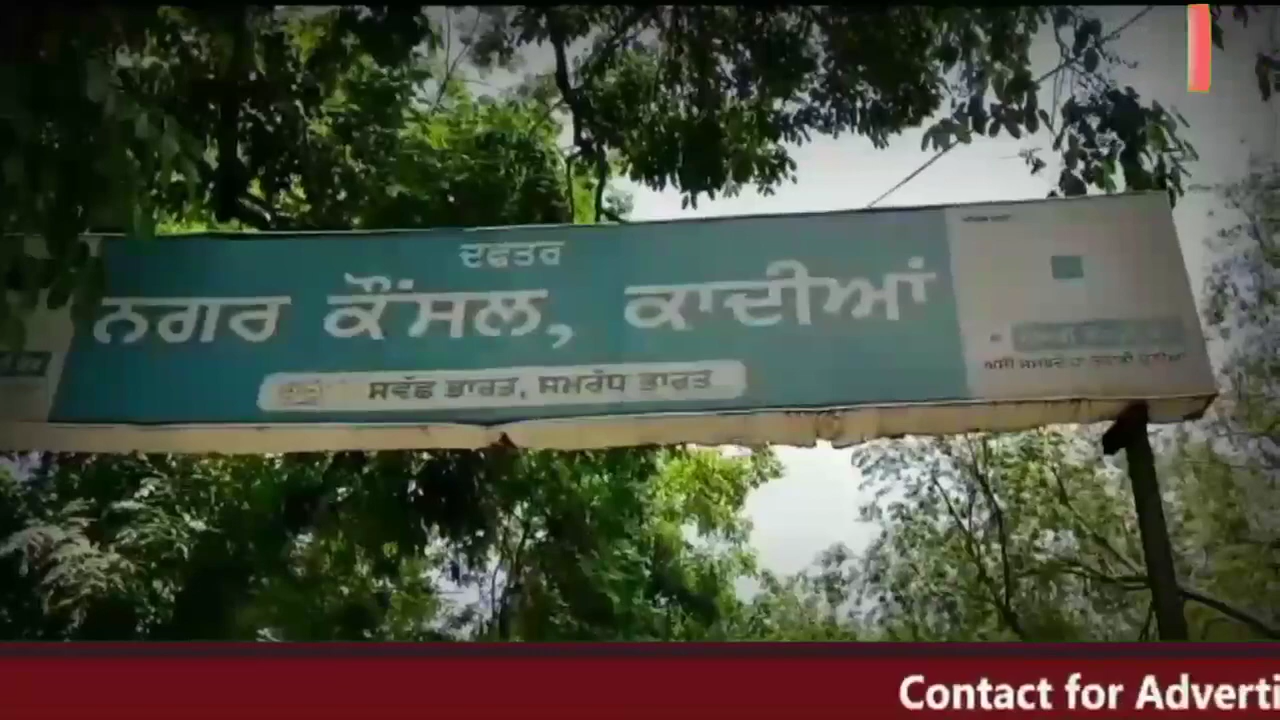 ਦਫਤਰ
ਨਗਰ ਕੌਂਸਲ, ਕਾਦੀਆਂ
ਸਵੱਛ ਭਾਰਤ, ਸਮਰੱਧ ਭਾਰਤ
Contact for Adverti